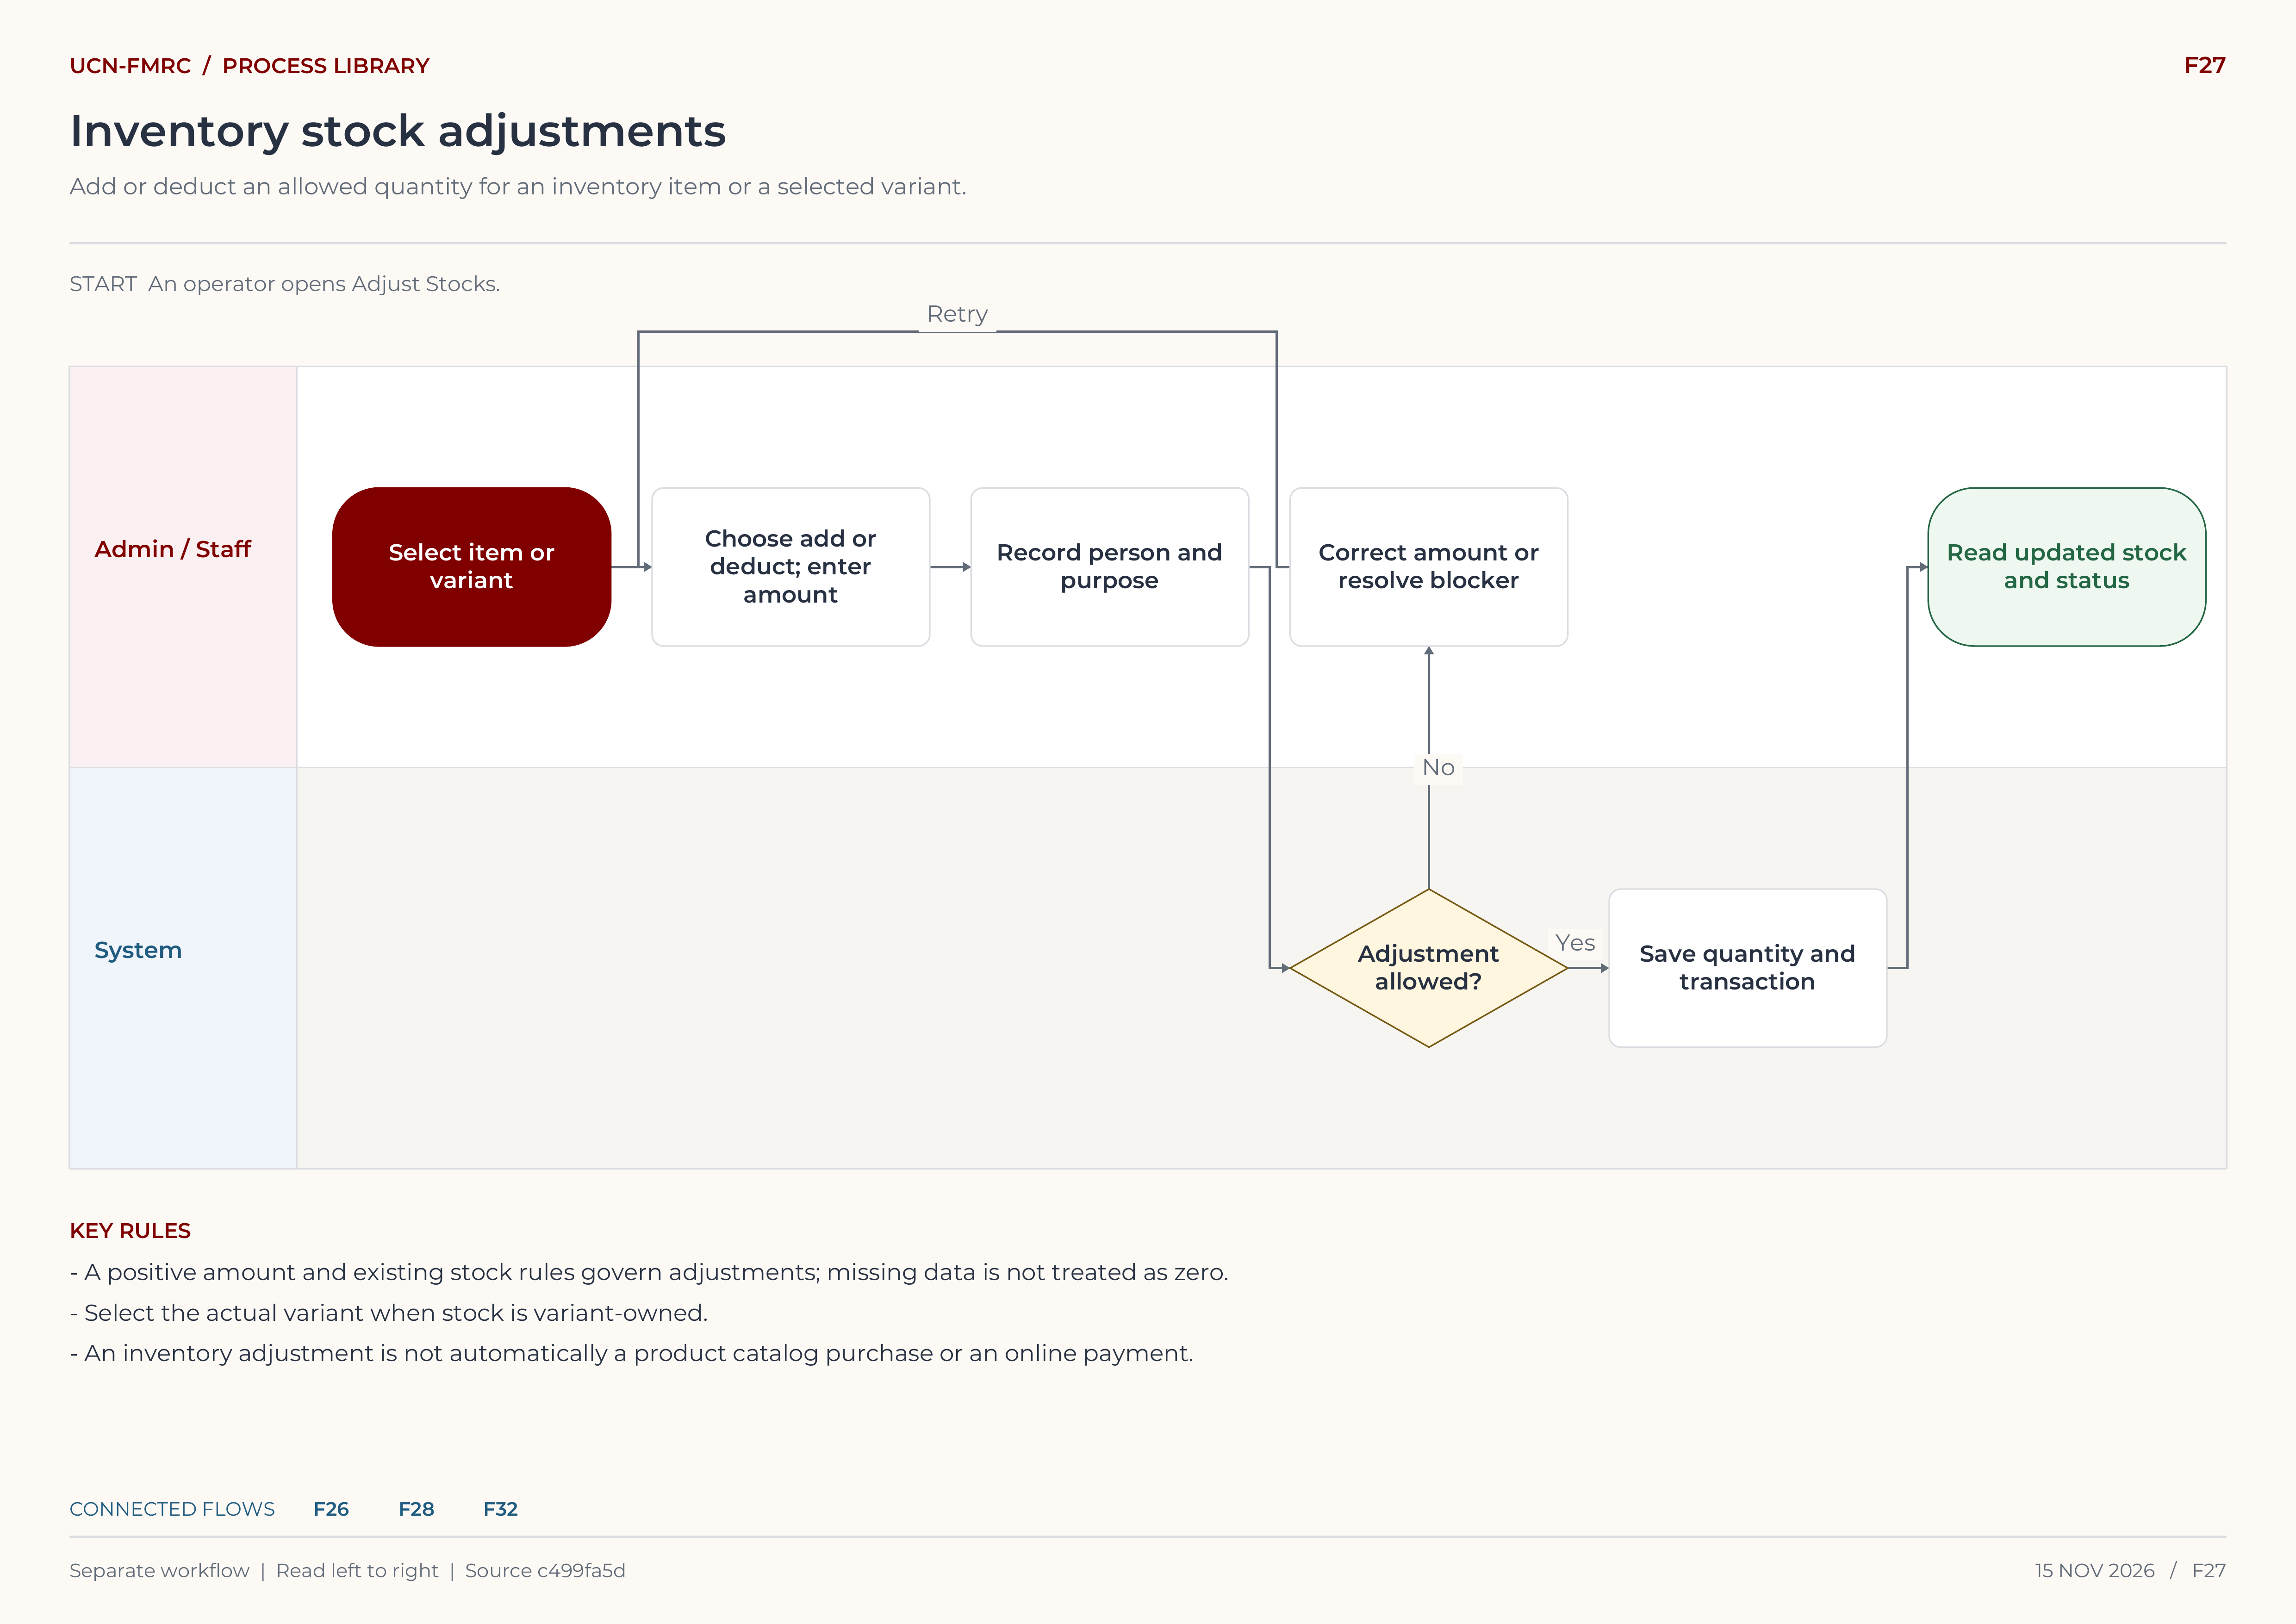 UCN-FMRC / PROCESS LIBRARY
F27
Inventory stock adjustments
Add or deduct an allowed quantity for an inventory item or a selected variant.
START An operator opens Adjust Stocks.
Retry
Admin / Staff
Select item or
variant
Choose add or
deduct; enter
amount
Record person and
purpose
Correct amount or
resolve blocker
Read updated stock
and status
No
System
Adjustment
allowed?
Yes
Save quantity and
transaction
KEY RULES
- A positive amount and existing stock rules govern adjustments; missing data is not treated as zero.
- Select the actual variant when stock is variant-owned.
- An inventory adjustment is not automatically a product catalog purchase or an online payment.
CONNECTED FLOWS F26 F28 F32
Separate workflow | Read left to right | Source c499fa5d
15 NOV 2026 / F27